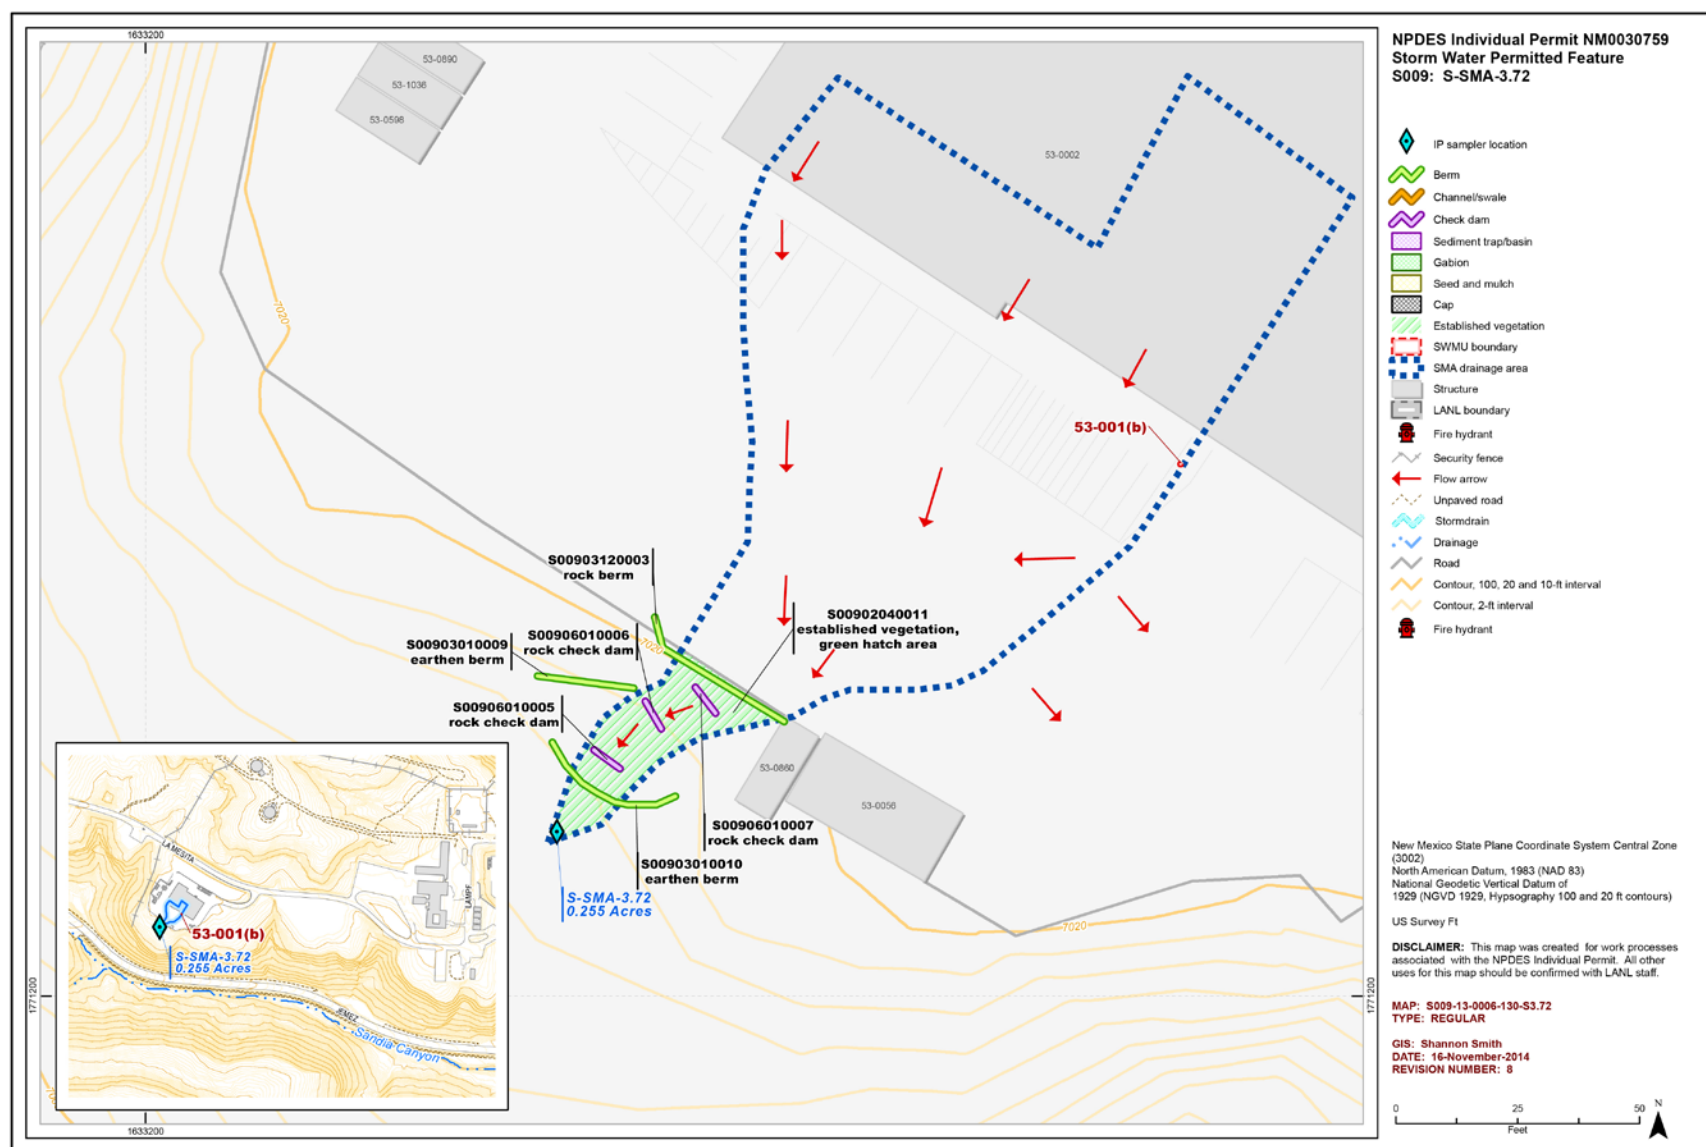 NPDES Individual Permit NM0030759
Storm Water Permitted Feature
S009: S-SMA-3.72
IP sampler location
Berm
Channel/swale
Check dam
Sediment trap/basin
Gabion
Seed and mulch
Cap
Established vegetation
SWMU boundary
SMA drainage area
Structure
LANL boundary
Fire hydrant
Security fence
Flow arrow
Unpaved road
Stormdrain
Drainage
Road
Contour, 100, 20 and 10-ft interval
Contour, 2-ft interval
Fire hydrant
New Mexico State Plane Coordinate System Central Zone
(3002)
North American Datum, 1983 (NAD 83)
National Geodetic Vertical Datum of
1929 (NGVD 1929, Hypsography 100 and 20 ft contours)
US Survey Ft
DISCLAIMER: This map was created for work processes
associated with the NPDES Individual Permit. All other
uses for this map should be confirmed with LANL staff.
MAP: S009-13-0006-130-S3.72
TYPE: REGULAR
GIS: Shannon Smith
DATE: 16-November-2014
REVISION NUMBER: 8
0 25 50
Feet
N
1633200
53-0890
53-1036
53-0598
53-0002
7020
53-001(b)
S00903120003
rock berm
S00902040011
established vegetation,
green hatch area
S00906010006
rock check dam
7020
S00903010009
earthen berm
S00906010005
rock check dam
53-0860
53-0056
S00906010007
rock check dam
S00903010010
earthen berm
S-SMA-3.72
0.255 Acres
7020
1771200
1771200
LA MESITA
LAMPF
53-001(b)
S-SMA-3.72
0.255 Acres
JEMEZ
Sandia Canyon
1633200